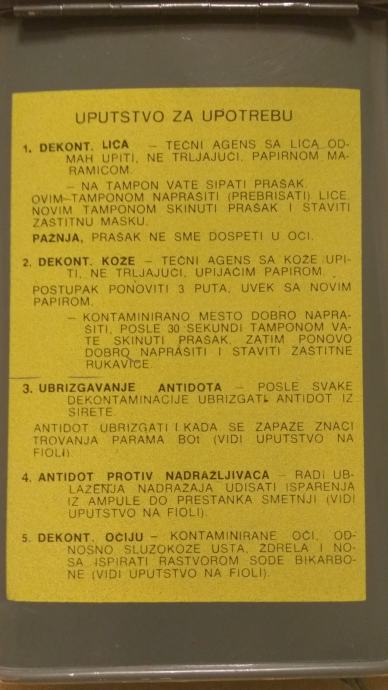 UPUTSTVO ZA UPOTREBU
1. DEKONT. LICA – TEČNI AGENS SA LICA OD-
MAH UPITI, NE TRLJAJUĆI, PAPIRNOM MA-
RAMICOM.
– NA TAMPON VATE SIPATI PRAŠAK.
OVIM TAMPONOM NAPRAŠITI (PREBRISATI) LICE,
NOVIM TAMPONOM SKINUTI PRAŠAK I STAVITI
ZAŠTITNU MASKU.
PAŽNJA, PRAŠAK NE SME DOSPETI U OČI.
2. DEKONT. KOŽE – TEČNI AGENS SA KOŽE UPI-
TI, NE TRLJAJUĆI, UPIJAĆIM PAPIROM.
POSTUPAK PONOVITI 3 PUTA, UVEK SA NOVIM
PAPIROM.
– KONTAMINIRANO MESTO DOBRO NAPRA-
ŠITI, POSLE 30 SEKUNDI TAMPONOM VA-
TE SKINUTI PRAŠAK, ZATIM PONOVO
DOBRO NAPRAŠITI I STAVITI ZAŠTITNE
RUKAVICE.
3. UBRIZGAVANJE ANTIDOTA – POSLE SVAKE
DEKONTAMINACIJE UBRIZGATI ANTIDOT IZ
ŠIRETE.
ANTIDOT UBRIZGATI I KADA SE ZAPAZE ZNACI
TROVANJA PARAMA BOt (VIDI UPUTSTVO NA
FIOLI).
4. ANTIDOT PROTIV NADRAŽLJIVACA – RADI UB-
LAŽENJA NADRAŽAJA UDISATI ISPARENJA
IZ AMPULE DO PRESTANKA SMETNJI (VIDI
UPUTSTVO NA FIOLI).
5. DEKONT. OČIJU – KONTAMINIRANE OČI, OD-
NOSNO SLUZOKOŽE USTA, ŽDRELA I NO-
SA ISPIRATI RASTVOROM SODE BIKARBO-
NE (VIDI UPUTSTVO NA FIOLI).